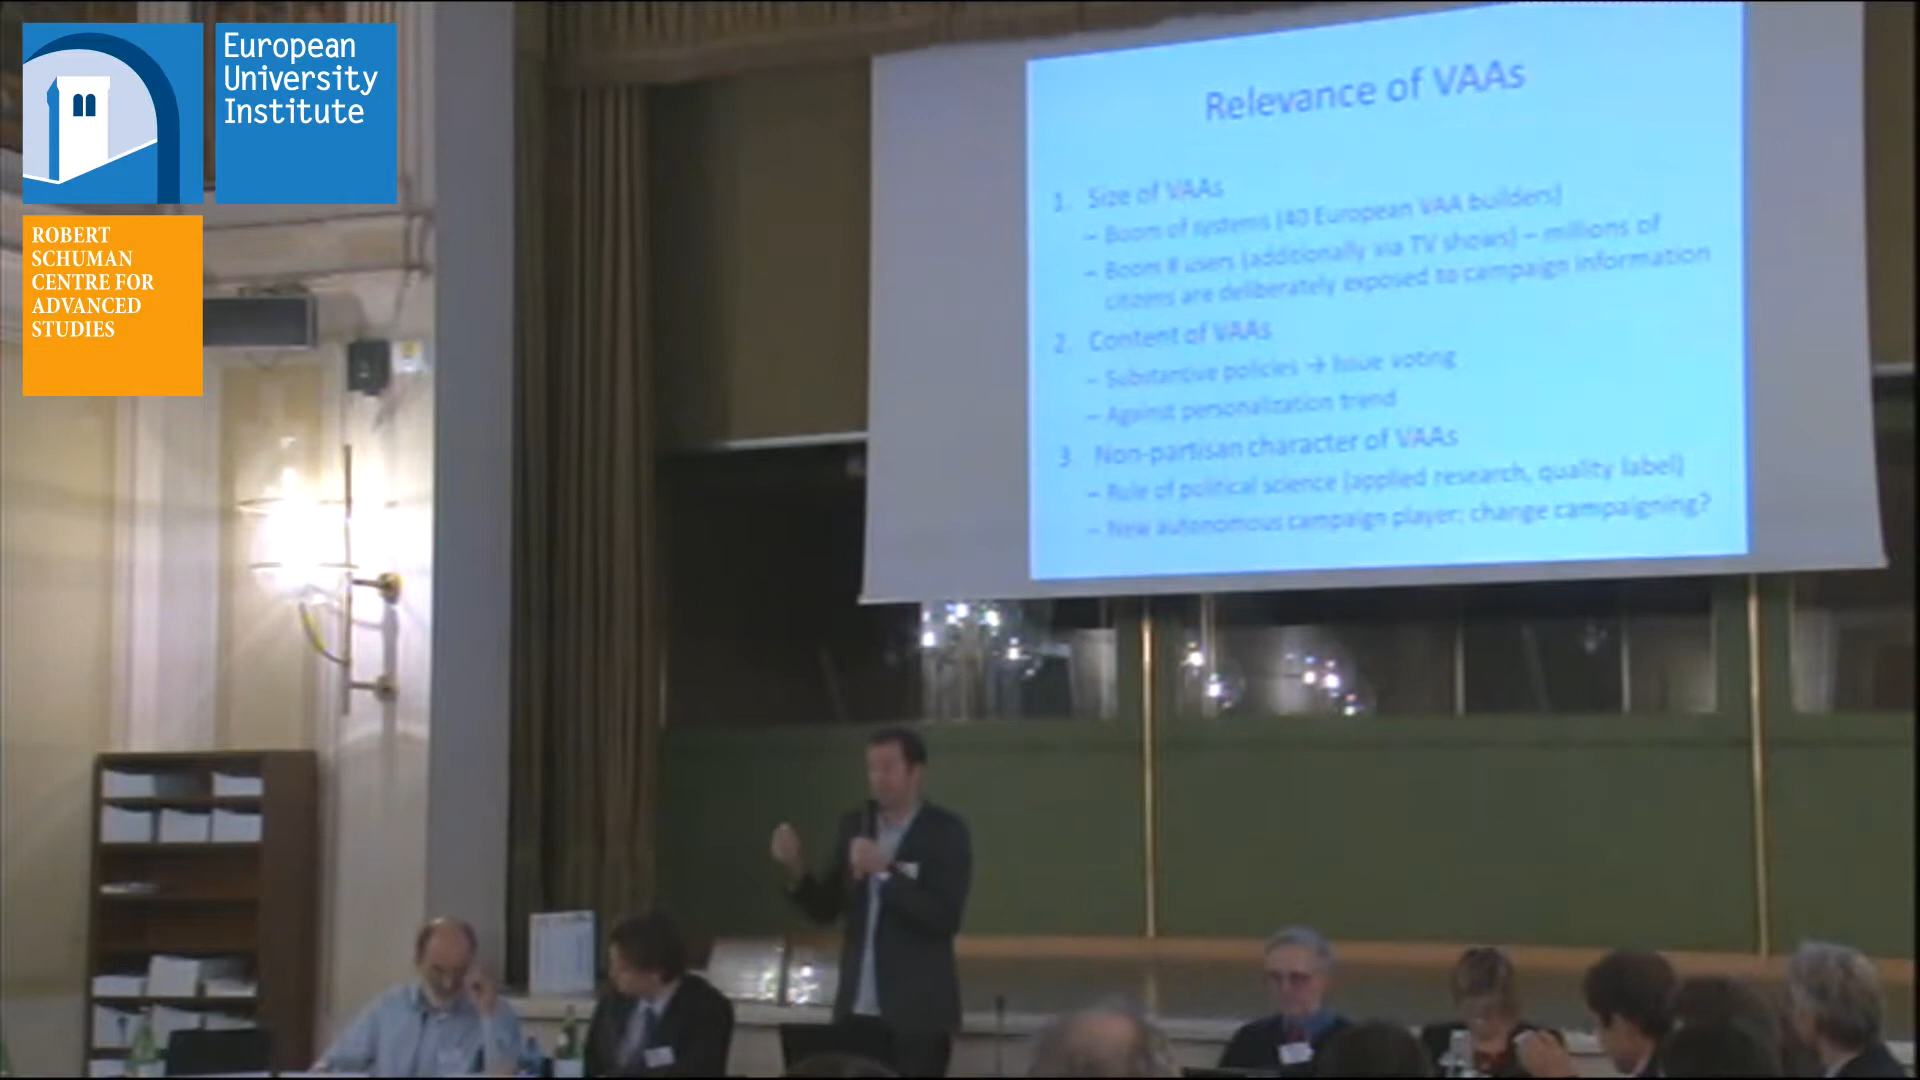 European
University
Institute
ROBERT
SCHUMAN
CENTRE FOR
ADVANCED
STUDIES
Relevance of VAAs
1. Size of VAAs
– Boom of systems (40 European VAA builders)
– Boom # users (additionally via TV shows) – millions of
citizens are deliberately exposed to campaign information
2. Content of VAAs
– Substantive policies → Issue voting
– Against personalization trend
3. Non-partisan character of VAAs
– Role of political science (applied research, quality label)
– New autonomous campaign player: change campaigning?